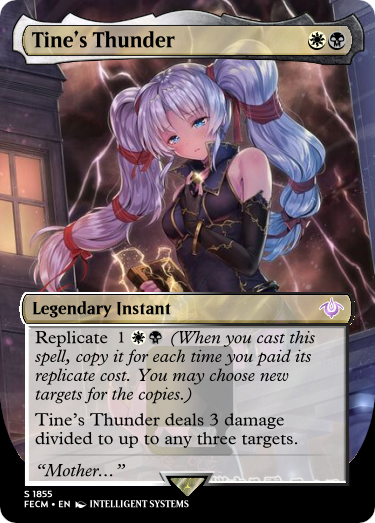 Tine's Thunder
Legendary Instant
Replicate 1 (When you cast this
spell, copy it for each time you paid its
replicate cost. You may choose new
targets for the copies.)
Tine's Thunder deals 3 damage
divided to up to any three targets.
“Mother...”
S 1855
FECM • EN INTELLIGENT SYSTEMS